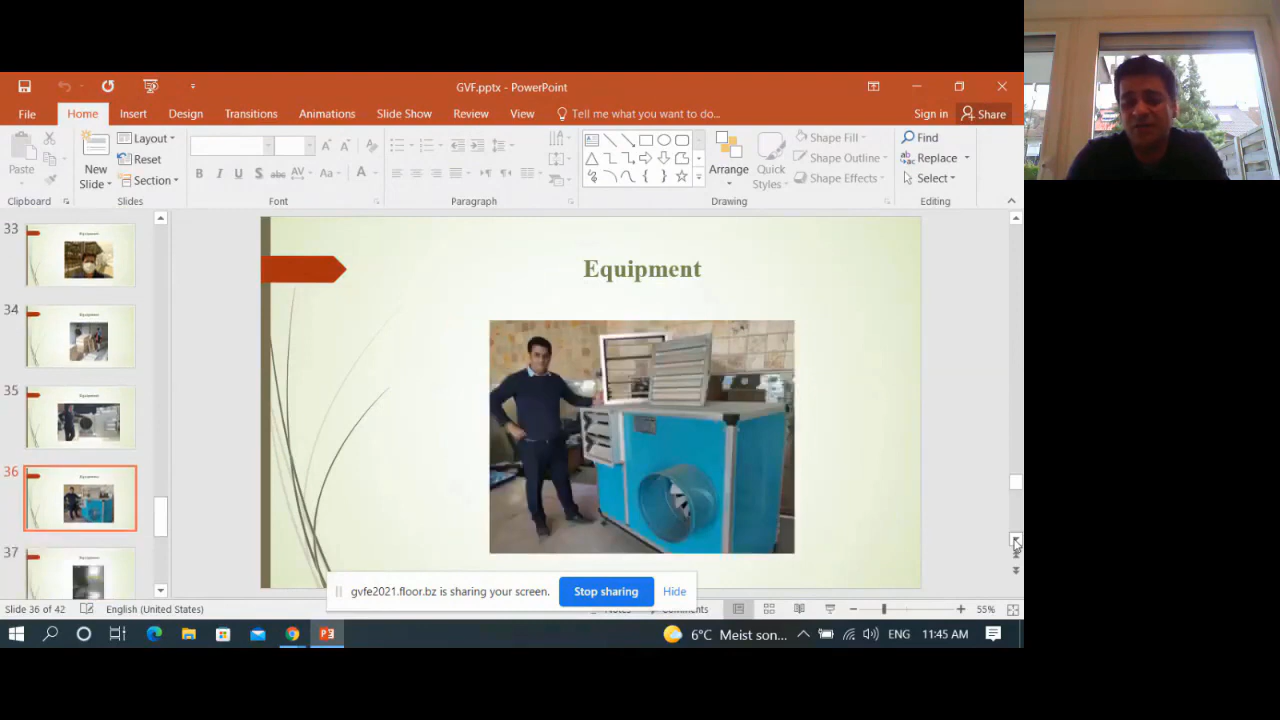 GVF.pptx - PowerPoint
File Home Insert Design Transitions Animations Slide Show Review View Tell me what you want to do... Sign in Share
Paste
New
Slide
Layout
Reset
Section
B I U S abc AV Aa A
Arrange
Quick
Styles
Shape Fill
Shape Outline
Shape Effects
Find
Replace
Select
Clipboard Slides Font Paragraph Drawing Editing
33
34
35
36
37
Equipment
gvfe2021.floor.bz is sharing your screen. Stop sharing Hide
Slide 36 of 42 English (United States) Notes Comments 55%
6°C Meist son... ENG 11:45 AM